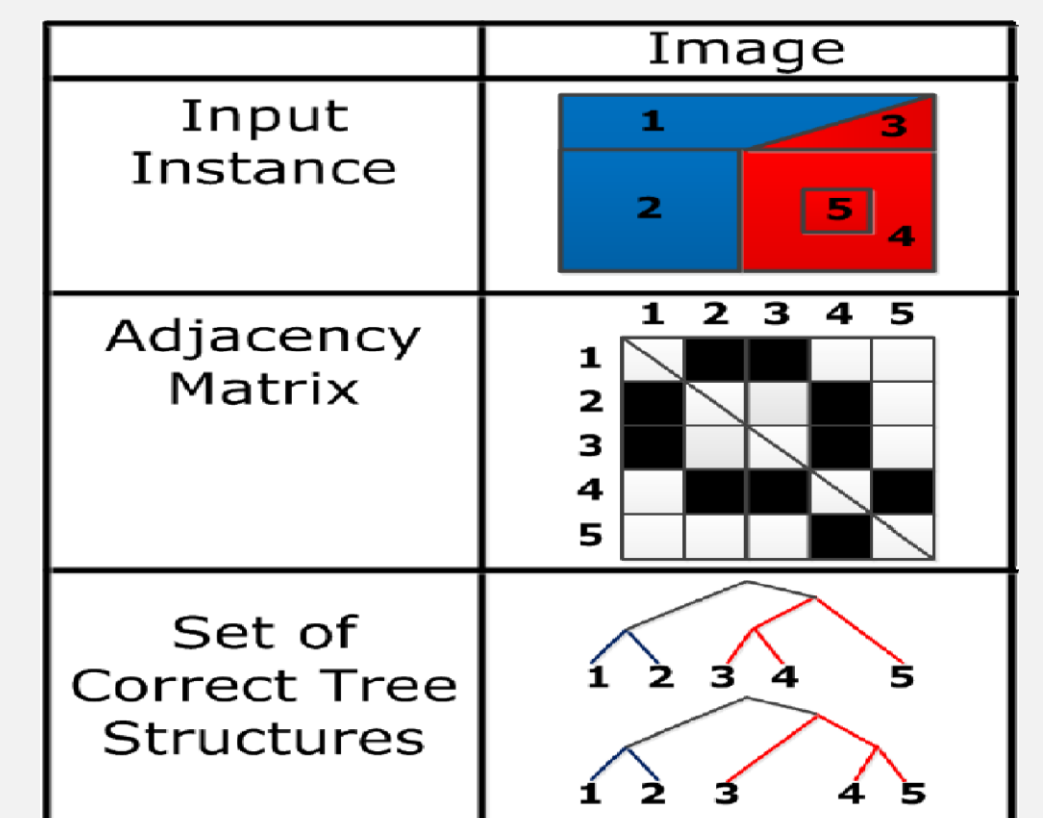 Image
Input
Instance
1
3
2
5
4
Adjacency
Matrix
1 2 3 4 5
1
2
3
4
5
Set of
Correct Tree
Structures
1 2 3 4 5
1 2 3 4 5